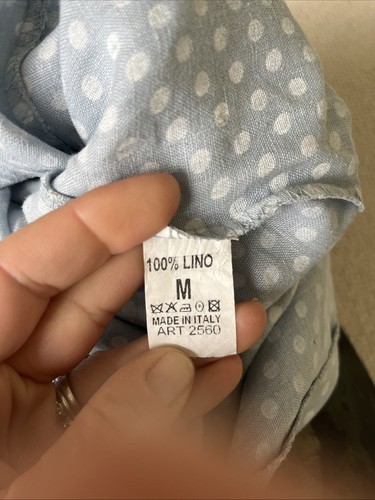 100% LINO
M
MADE IN ITALY
ART 2560